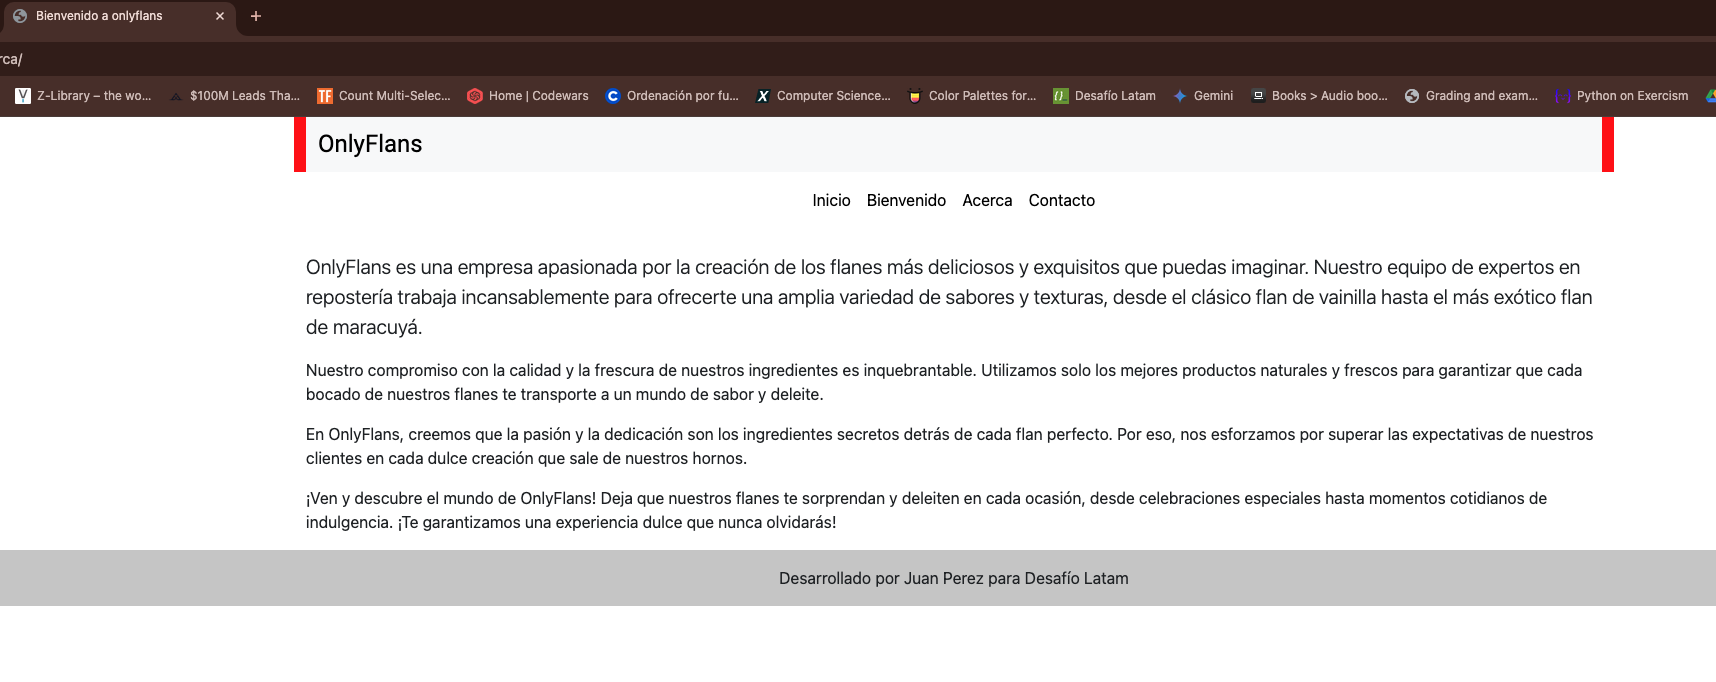 Bienvenido a onlyflans
rca/
Z-Library – the wo... $100M Leads Tha... Count Multi-Selec... Home | Codewars Ordenación por fu... Computer Science... Color Palettes for... Desafío Latam Gemini Books > Audio boo... Grading and exam... Python on Exercism
OnlyFlans
Inicio Bienvenido Acerca Contacto
OnlyFlans es una empresa apasionada por la creación de los flanes más deliciosos y exquisitos que puedas imaginar. Nuestro equipo de expertos en
repostería trabaja incansablemente para ofrecerte una amplia variedad de sabores y texturas, desde el clásico flan de vainilla hasta el más exótico flan
de maracuyá.
Nuestro compromiso con la calidad y la frescura de nuestros ingredientes es inquebrantable. Utilizamos solo los mejores productos naturales y frescos para garantizar que cada
bocado de nuestros flanes te transporte a un mundo de sabor y deleite.
En OnlyFlans, creemos que la pasión y la dedicación son los ingredientes secretos detrás de cada flan perfecto. Por eso, nos esforzamos por superar las expectativas de nuestros
clientes en cada dulce creación que sale de nuestros hornos.
¡Ven y descubre el mundo de OnlyFlans! Deja que nuestros flanes te sorprendan y deleiten en cada ocasión, desde celebraciones especiales hasta momentos cotidianos de
indulgencia. ¡Te garantizamos una experiencia dulce que nunca olvidarás!
Desarrollado por Juan Perez para Desafío Latam